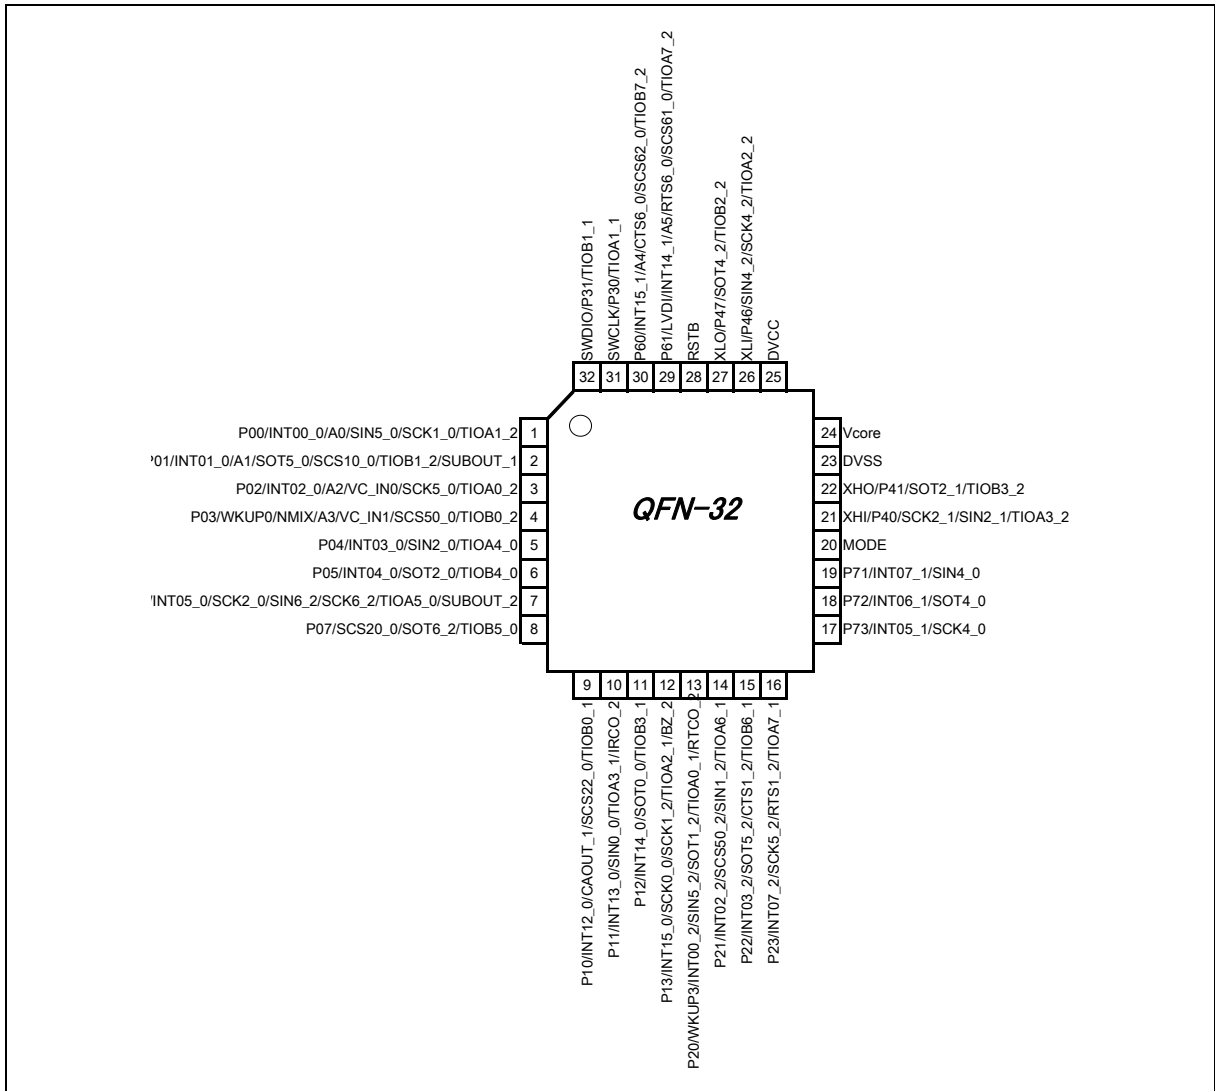 SWDIO/P31/TIOB1_1
SWCLK/P30/TIOA1_1
P60/INT15_1/A4/CTS6_0/SCS62_0/TIOB7_2
P61/LVDI/INT14_1/A5/RTS6_0/SCS61_0/TIOA7_2
RSTB
XLO/P47/SOT4_2/TIOB2_2
XLI/P46/SIN4_2/SCK4_2/TIOA2_2
DVCC
32 31 30 29 28 27 26 25
P00/INT00_0/A0/SIN5_0/SCK1_0/TIOA1_2 1
01/INT01_0/A1/SOT5_0/SCS10_0/TIOB1_2/SUBOUT_1 2
P02/INT02_0/A2/VC_IN0/SCK5_0/TIOA0_2 3
P03/WKUP0/NMIX/A3/VC_IN1/SCS50_0/TIOB0_2 4
P04/INT03_0/SIN2_0/TIOA4_0 5
P05/INT04_0/SOT2_0/TIOB4_0 6
/INT05_0/SCK2_0/SIN6_2/SCK6_2/TIOA5_0/SUBOUT_2 7
P07/SCS20_0/SOT6_2/TIOB5_0 8
QFN-32
24 Vcore
23 DVSS
22 XHO/P41/SOT2_1/TIOB3_2
21 XHI/P40/SCK2_1/SIN2_1/TIOA3_2
20 MODE
19 P71/INT07_1/SIN4_0
18 P72/INT06_1/SOT4_0
17 P73/INT05_1/SCK4_0
9 10 11 12 13 14 15 16
P10/INT12_0/CAOUT_1/SCS22_0/TIOB0_1
P11/INT13_0/SIN0_0/TIOA3_1/IRCO_2
P12/INT14_0/SOT0_0/TIOB3_1
P13/INT15_0/SCK0_0/SCK1_2/TIOA2_1/BZ_2
P20/WKUP3/INT00_2/SIN5_2/SOT1_2/TIOA0_1/RTCO_2
P21/INT02_2/SCS50_2/SIN1_2/TIOA6_1
P22/INT03_2/SOT5_2/CTS1_2/TIOB6_1
P23/INT07_2/SCK5_2/RTS1_2/TIOA7_1